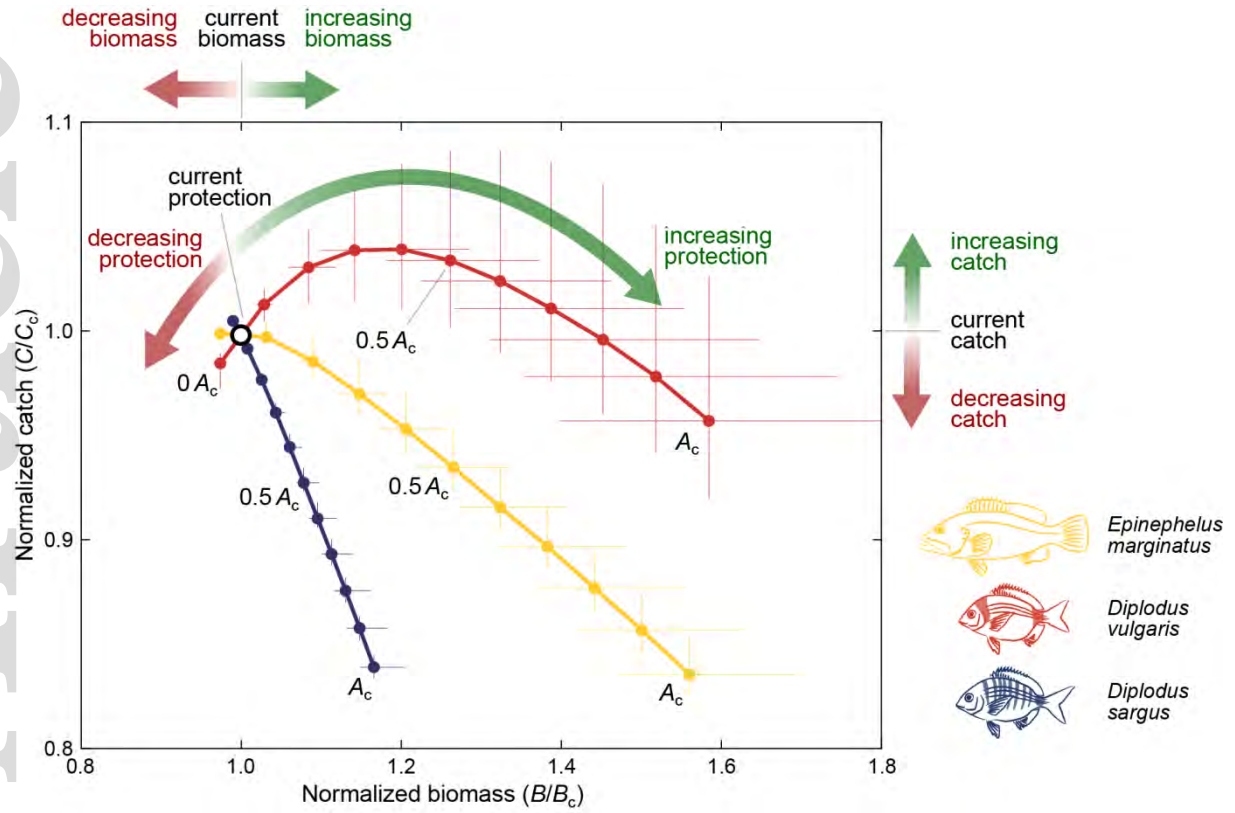 decreasing biomass
current biomass
increasing biomass
1.1
current protection
decreasing protection
increasing protection
increasing catch
current catch
decreasing catch
1.0
0 Ac
0.5 Ac
Ac
0.5 Ac
0.5 Ac
Ac
Ac
0.9
0.8
Normalized catch (C/Cc)
0.8
1.0
1.2
1.4
1.6
1.8
Normalized biomass (B/Bc)
Epinephelus
marginatus
Diplodus
vulgaris
Diplodus
sargus